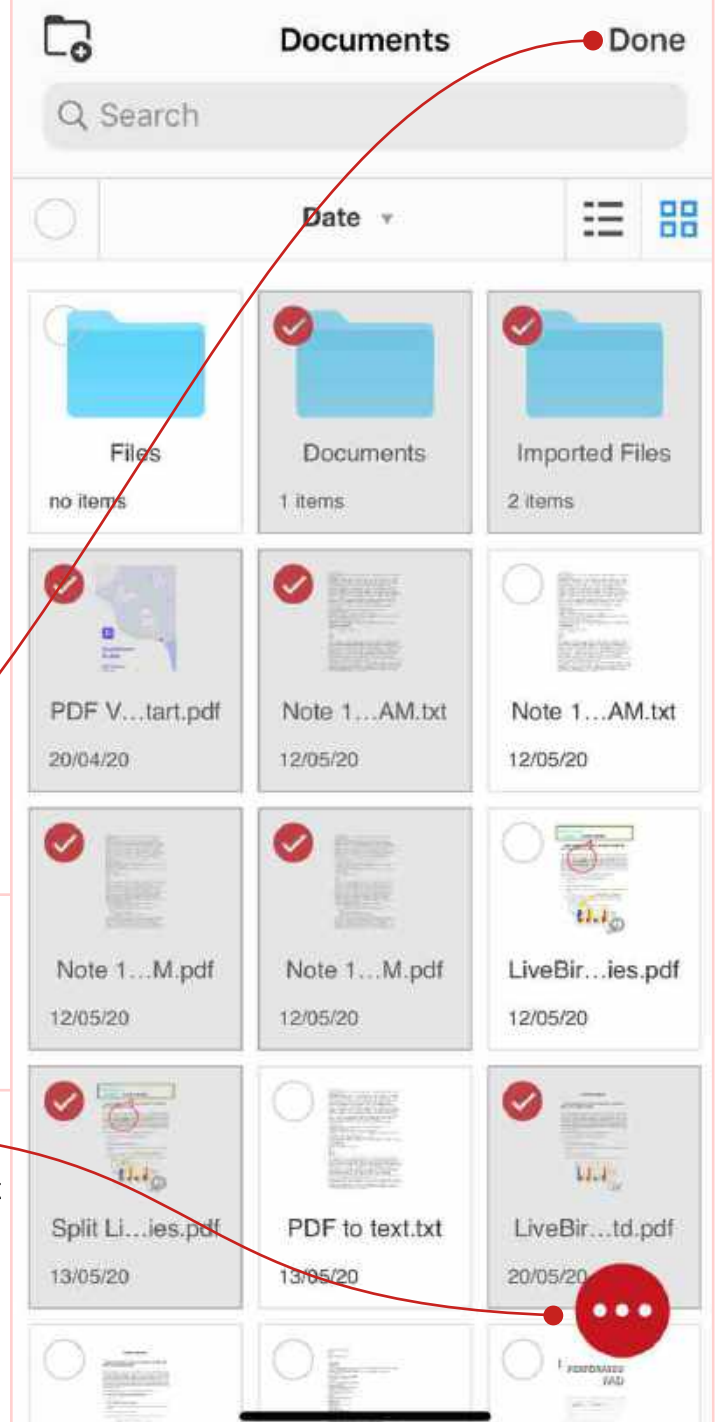 Documents
Done
Search
Date
Files
Documents
Imported Files
no items
1 items
2 items
PDF V...tart.pdf
Note 1...AM.txt
Note 1...AM.txt
20/04/20
12/05/20
12/05/20
Note 1...M.pdf
Note 1...M.pdf
LiveBir...ies.pdf
12/05/20
12/05/20
12/05/20
Split Li...ies.pdf
PDF to text.txt
LiveBir...td.pdf
13/05/20
13/05/20
20/05/20
PAD